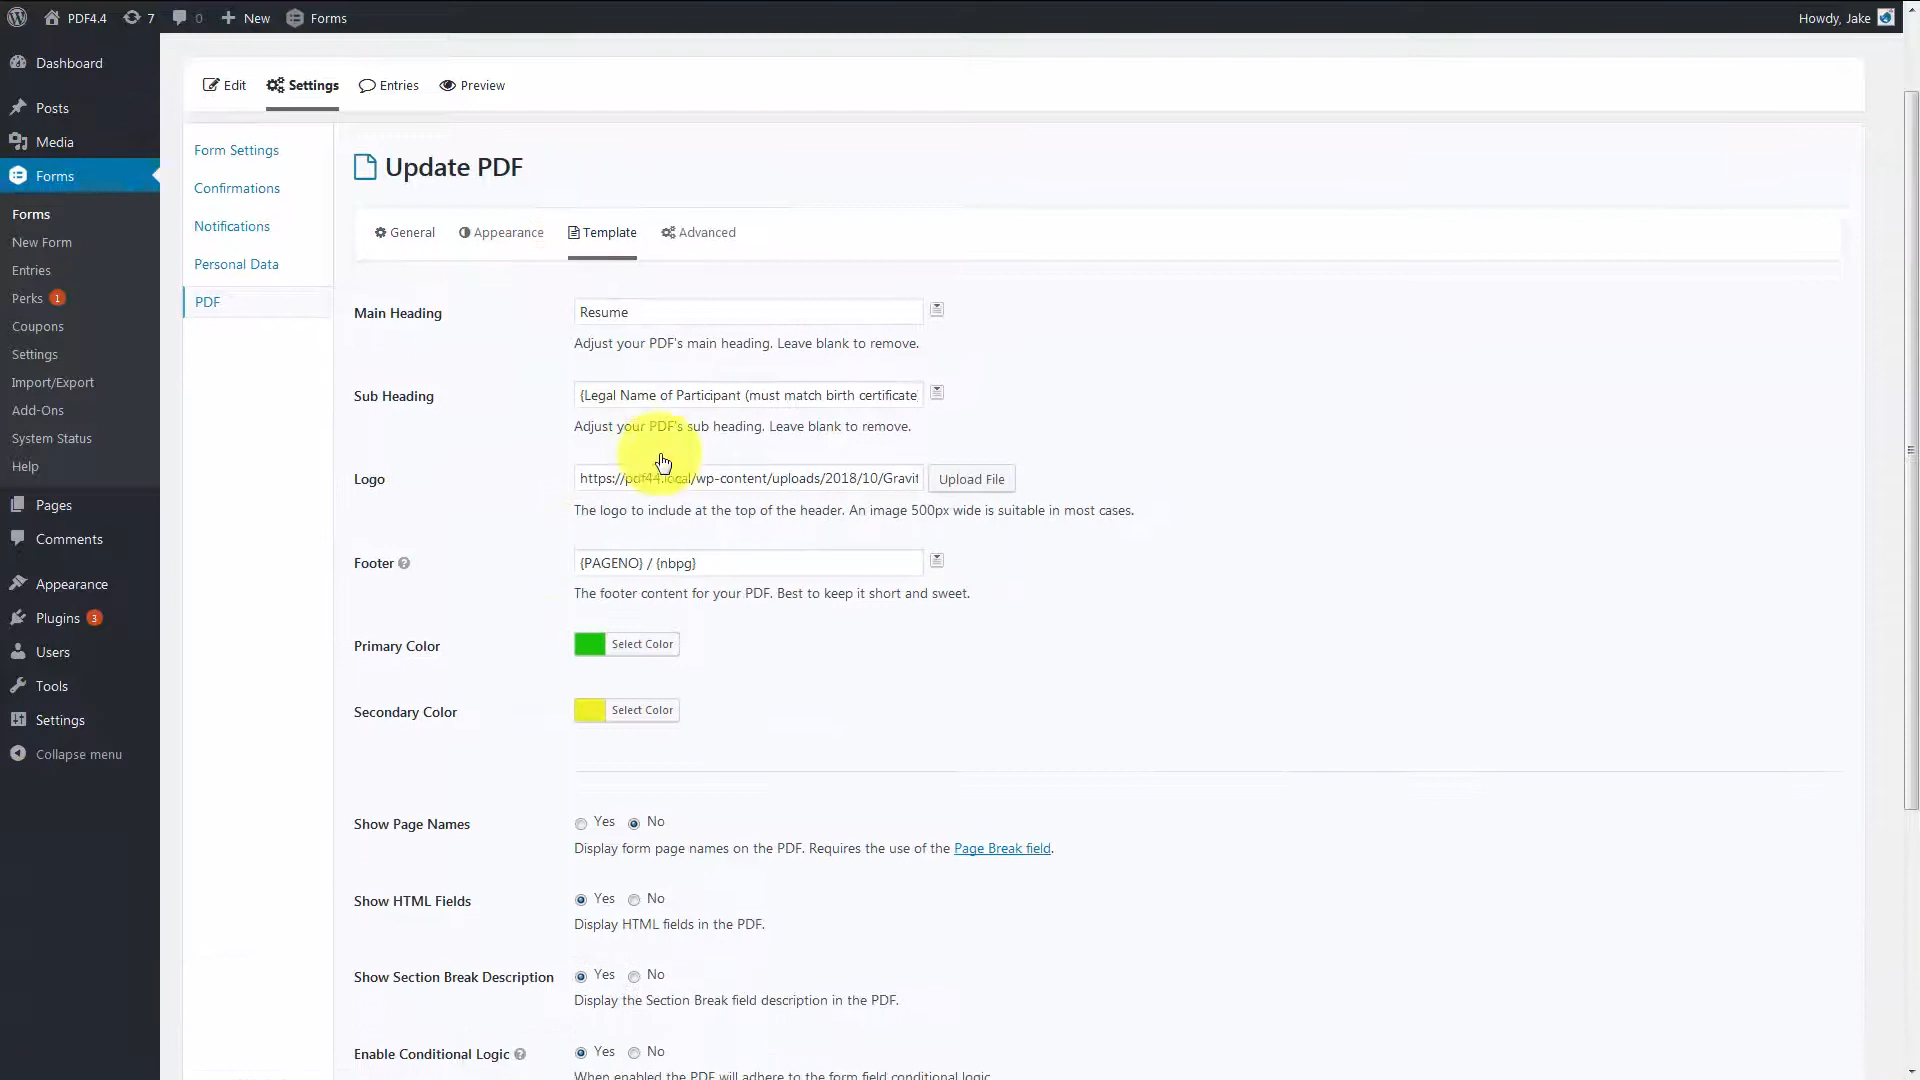 PDF4.4 7 0 New Forms Howdy, Jake
Dashboard
Posts
Media
Forms
Forms
New Form
Entries
Perks 1
Coupons
Settings
Import/Export
Add-Ons
System Status
Help
Pages
Comments
Appearance
Plugins 3
Users
Tools
Settings
Collapse menu
Edit Settings Entries Preview
Form Settings
Confirmations
Notifications
Personal Data
PDF
Update PDF
General Appearance Template Advanced
Main Heading Resume
Adjust your PDF's main heading. Leave blank to remove.
Sub Heading {Legal Name of Participant (must match birth certificate
Adjust your PDF's sub heading. Leave blank to remove.
Logo https://pdf44.local/wp-content/uploads/2018/10/Gravit Upload File
The logo to include at the top of the header. An image 500px wide is suitable in most cases.
Footer ? {PAGENO} / {nbpg}
The footer content for your PDF. Best to keep it short and sweet.
Primary Color Select Color
Secondary Color Select Color
Show Page Names Yes No
Display form page names on the PDF. Requires the use of the Page Break field.
Show HTML Fields Yes No
Display HTML fields in the PDF.
Show Section Break Description Yes No
Display the Section Break field description in the PDF.
Enable Conditional Logic ? Yes No
When enabled the PDF will adhere to the form field conditional logic.